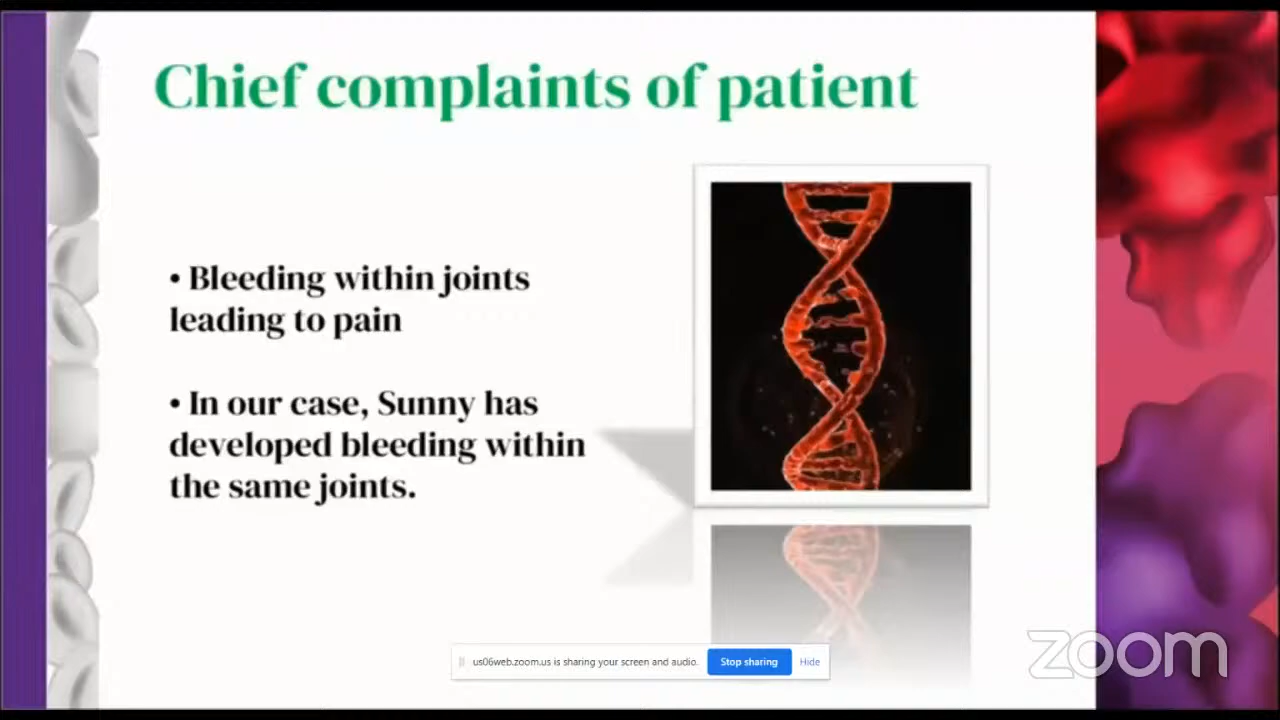 Chief complaints of patient
• Bleeding within joints
leading to pain
• In our case, Sunny has
developed bleeding within
the same joints.
us06web.zoom.us is sharing your screen and audio. Stop sharing Hide
zoom